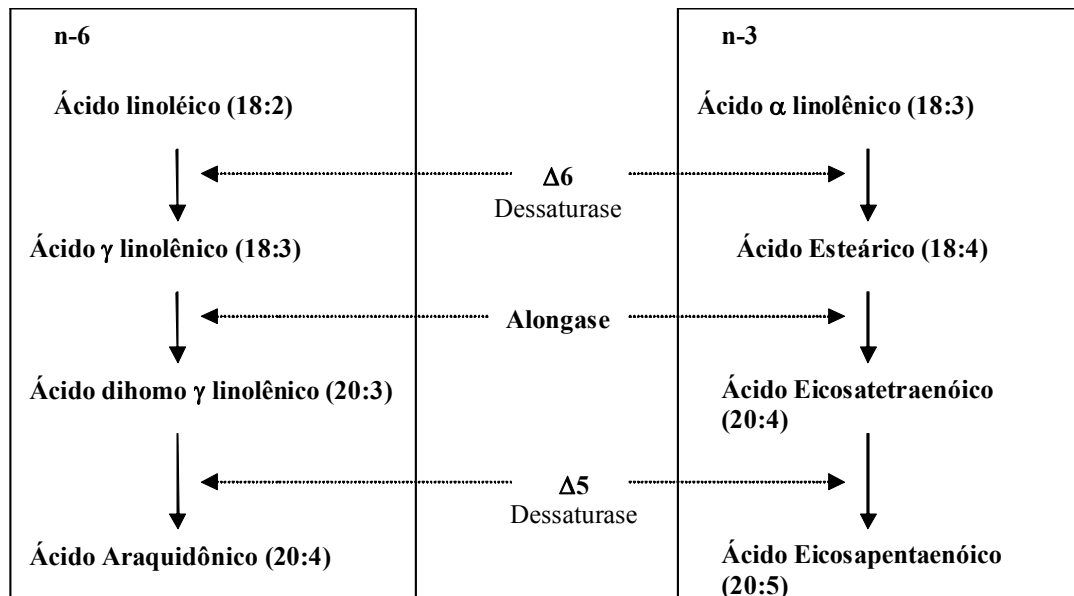 n-6
Ácido linoléico (18:2)
Ácido γ linolênico (18:3)
Ácido dihomo γ linolênico (20:3)
Ácido Araquidônico (20:4)
Δ6
Dessaturase
Alongase
Δ5
Dessaturase
n-3
Ácido α linolênico (18:3)
Ácido Esteárico (18:4)
Ácido Eicosatetraenóico
(20:4)
Ácido Eicosapentaenóico
(20:5)